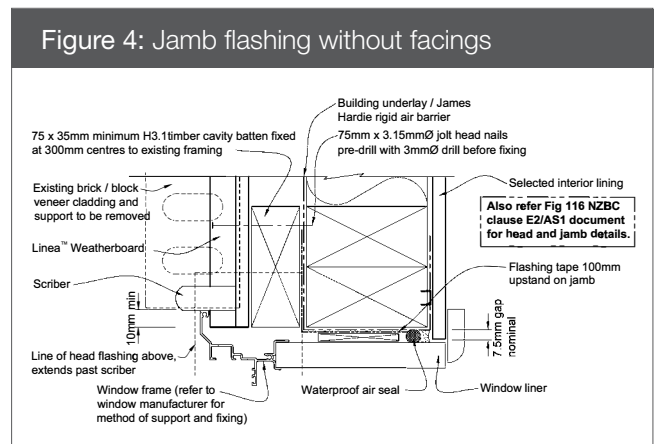 Figure 4: Jamb flashing without facings
Building underlay / James
Hardie rigid air barrier
75 x 35mm minimum H3.1timber cavity batten fixed
at 300mm centres to existing framing
75mm x 3.15mmØ jolt head nails
pre-drill with 3mmØ drill before fixing
Existing brick / block
veneer cladding and
support to be removed
Selected interior lining
Also refer Fig 116 NZBC
clause E2/AS1 document
for head and jamb details.
Linea™ Weatherboard
Scriber
Flashing tape 100mm
upstand on jamb
10mm min
7.5mm gap
nominal
Line of head flashing above,
extends past scriber
Window frame (refer to
window manufacturer for
method of support and fixing)
Waterproof air seal
Window liner